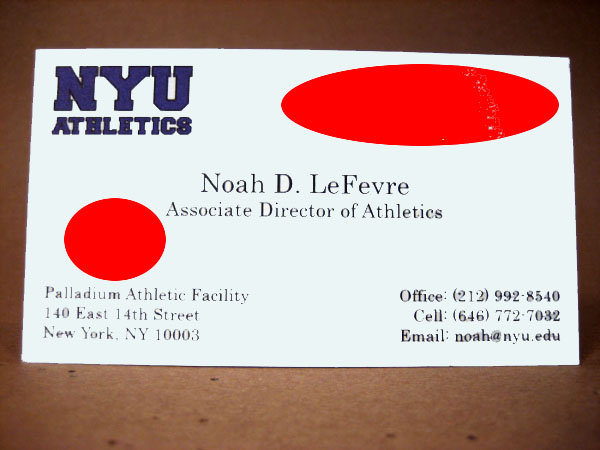 NYU
ATHLETICS
Noah D. LeFevre
Associate Director of Athletics
Palladium Athletic Facility
140 East 14th Street
New York, NY 10003
Office: (212) 992-8540
Cell: (646) 772-7032
Email: noah@nyu.edu